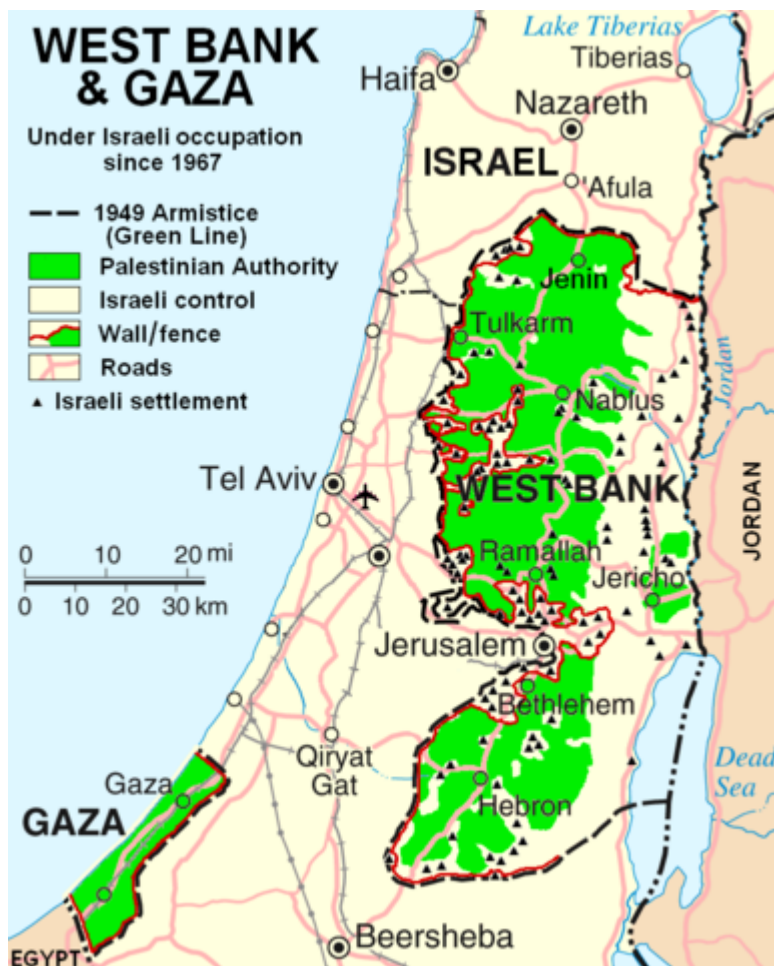 WEST BANK
& GAZA
Under Israeli occupation
since 1967
1949 Armistice
(Green Line)
Palestinian Authority
Israeli control
Wall/fence
Roads
Israeli settlement
Lake Tiberias
Tiberias
Haifa
Nazareth
ISRAEL
'Afula
Jenin
Tulkarm
Nablus
Jordan
Tel Aviv
WEST BANK
JORDAN
0 10 20 mi
0 10 20 30 km
Ramallah
Jericho
Jerusalem
Bethlehem
Qiryat
Gat
Dead
Sea
Gaza
GAZA
Hebron
Beersheba
EGYPT